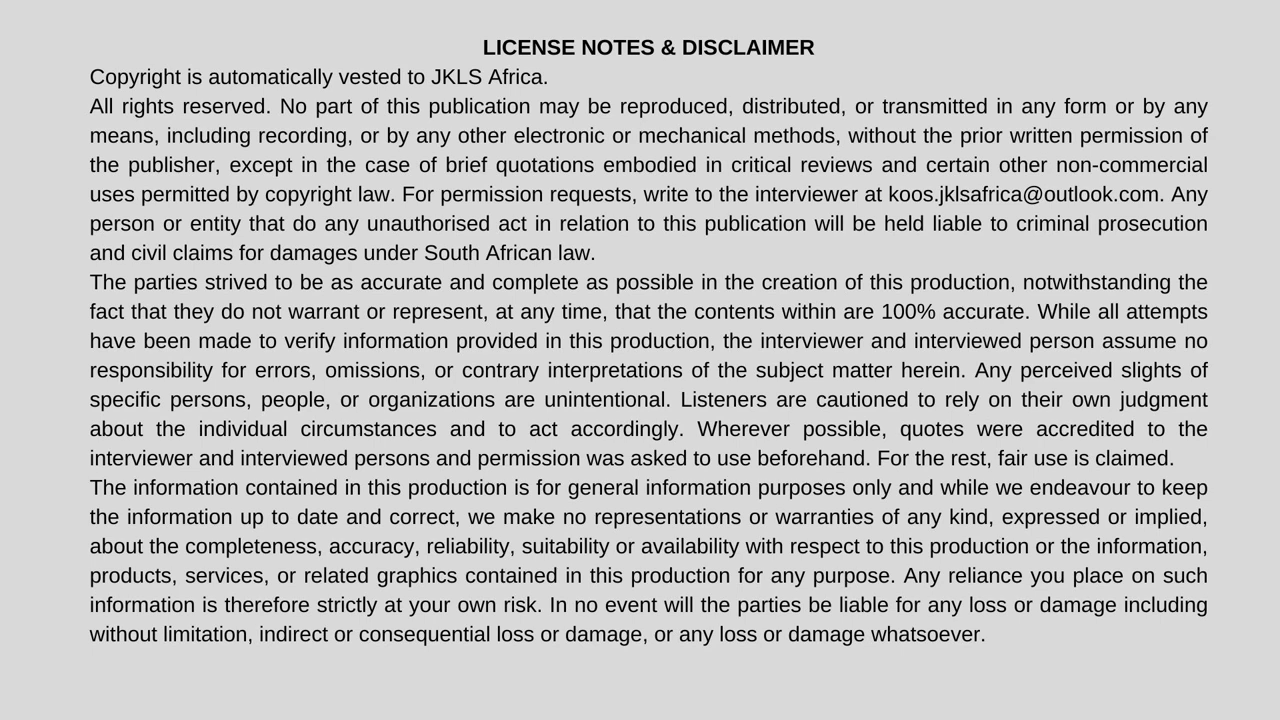 LICENSE NOTES & DISCLAIMER
Copyright is automatically vested to JKLS Africa.
All rights reserved. No part of this publication may be reproduced, distributed, or transmitted in any form or by any
means, including recording, or by any other electronic or mechanical methods, without the prior written permission of
the publisher, except in the case of brief quotations embodied in critical reviews and certain other non-commercial
uses permitted by copyright law. For permission requests, write to the interviewer at koos.jklsafrica@outlook.com. Any
person or entity that do any unauthorised act in relation to this publication will be held liable to criminal prosecution
and civil claims for damages under South African law.
The parties strived to be as accurate and complete as possible in the creation of this production, notwithstanding the
fact that they do not warrant or represent, at any time, that the contents within are 100% accurate. While all attempts
have been made to verify information provided in this production, the interviewer and interviewed person assume no
responsibility for errors, omissions, or contrary interpretations of the subject matter herein. Any perceived slights of
specific persons, people, or organizations are unintentional. Listeners are cautioned to rely on their own judgment
about the individual circumstances and to act accordingly. Wherever possible, quotes were accredited to the
interviewer and interviewed persons and permission was asked to use beforehand. For the rest, fair use is claimed.
The information contained in this production is for general information purposes only and while we endeavour to keep
the information up to date and correct, we make no representations or warranties of any kind, expressed or implied,
about the completeness, accuracy, reliability, suitability or availability with respect to this production or the information,
products, services, or related graphics contained in this production for any purpose. Any reliance you place on such
information is therefore strictly at your own risk. In no event will the parties be liable for any loss or damage including
without limitation, indirect or consequential loss or damage, or any loss or damage whatsoever.